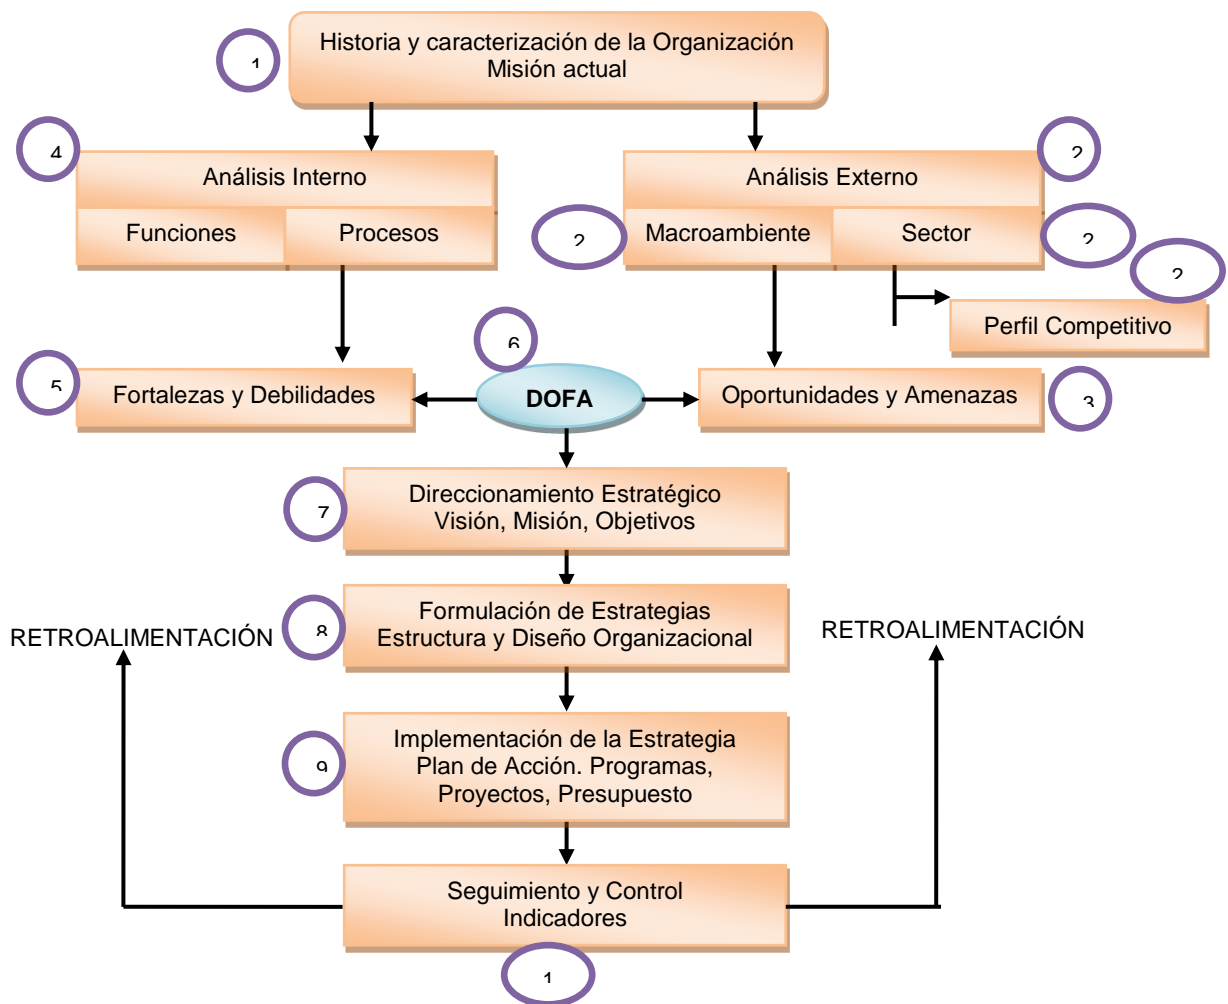 Historia y caracterización de la Organización
Misión actual
1
4
Análisis Interno
Funciones
Procesos
2
Análisis Externo
2
Macroambiente
Sector
2
2
Perfil Competitivo
5
Fortalezas y Debilidades
6
DOFA
Oportunidades y Amenazas
3
7
Direccionamiento Estratégico
Visión, Misión, Objetivos
8
Formulación de Estrategias
Estructura y Diseño Organizacional
RETROALIMENTACIÓN
RETROALIMENTACIÓN
9
Implementación de la Estrategia
Plan de Acción. Programas,
Proyectos, Presupuesto
Seguimiento y Control
Indicadores
1